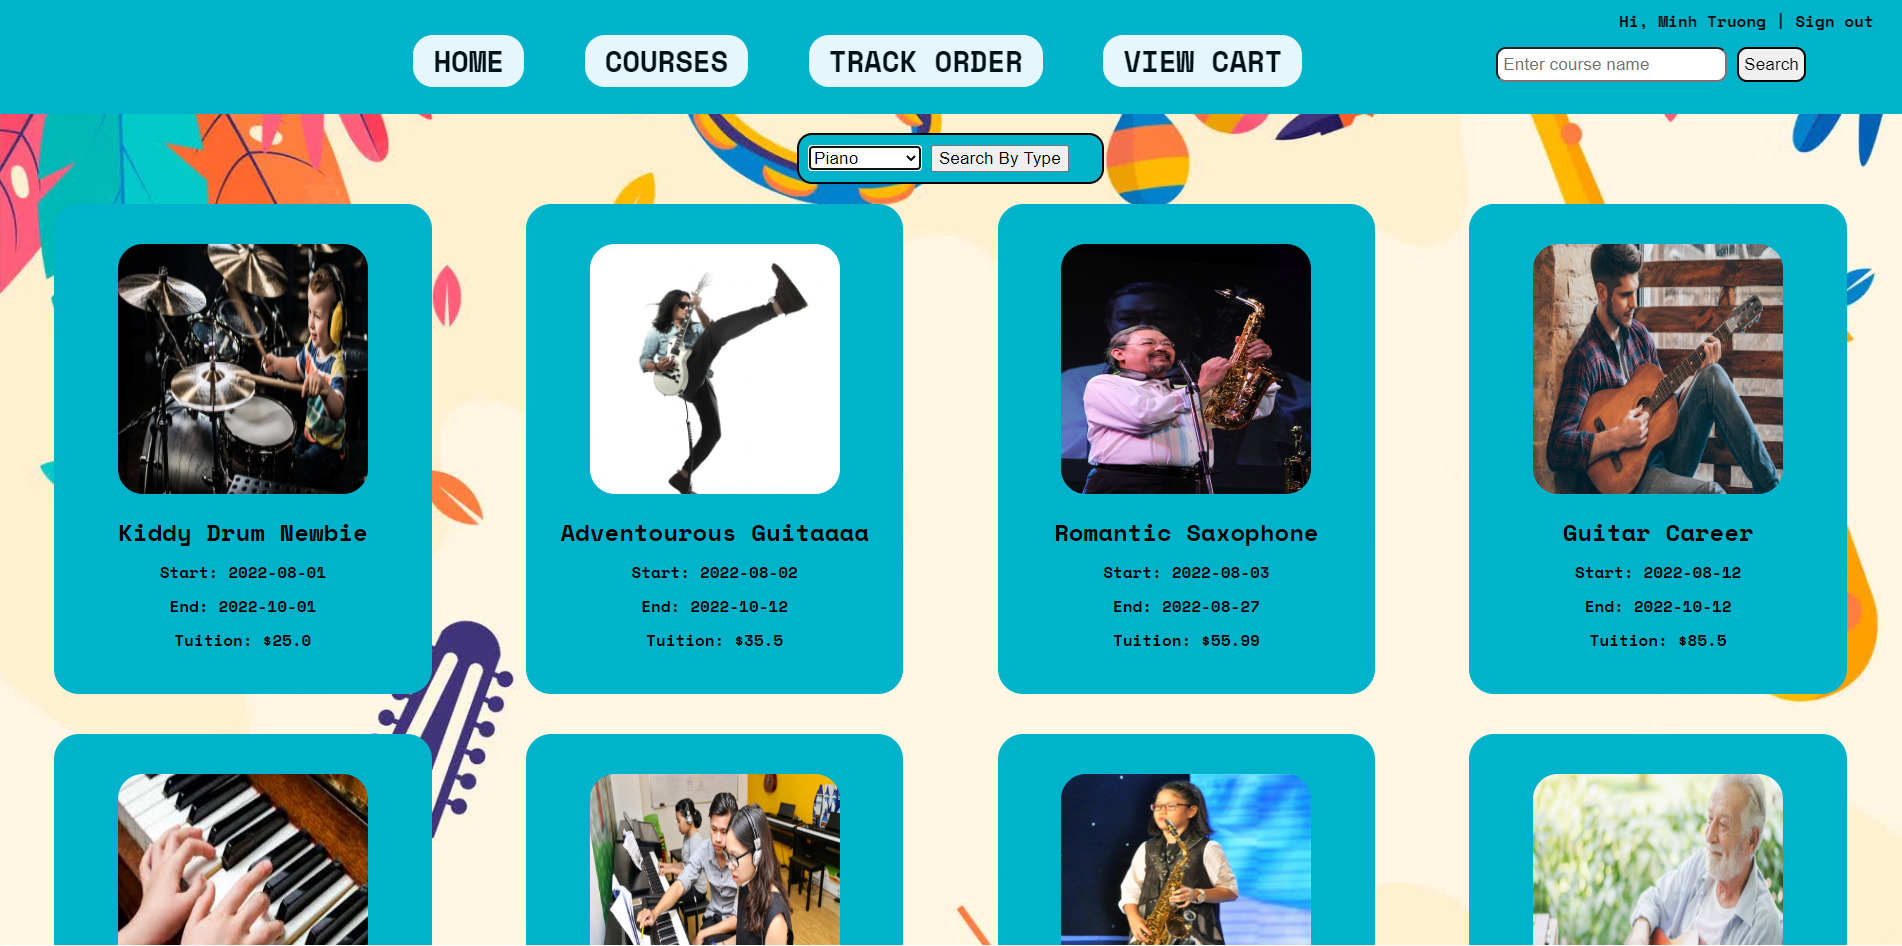 Hi, Minh Truong | Sign out
HOME
COURSES
TRACK ORDER
VIEW CART
Enter course name
Search
Piano
Search By Type
Kiddy Drum Newbie
Start: 2022-08-01
End: 2022-10-01
Tuition: $25.0
Adventourous Guitaaaa
Start: 2022-08-02
End: 2022-10-12
Tuition: $35.5
Romantic Saxophone
Start: 2022-08-03
End: 2022-08-27
Tuition: $55.99
Guitar Career
Start: 2022-08-12
End: 2022-10-12
Tuition: $85.5